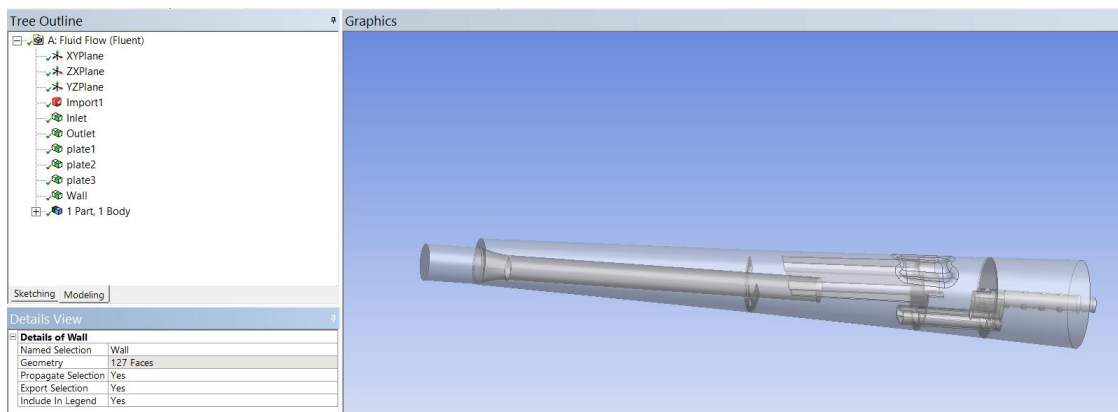 Tree Outline
Graphics
A: Fluid Flow (Fluent)
XYPlane
ZXPlane
YZPlane
Import1
Inlet
Outlet
plate1
plate2
plate3
Wall
1 Part, 1 Body
Sketching Modeling
Details View
Details of Wall
Named Selection Wall
Geometry 127 Faces
Propagate Selection Yes
Export Selection Yes
Include In Legend Yes